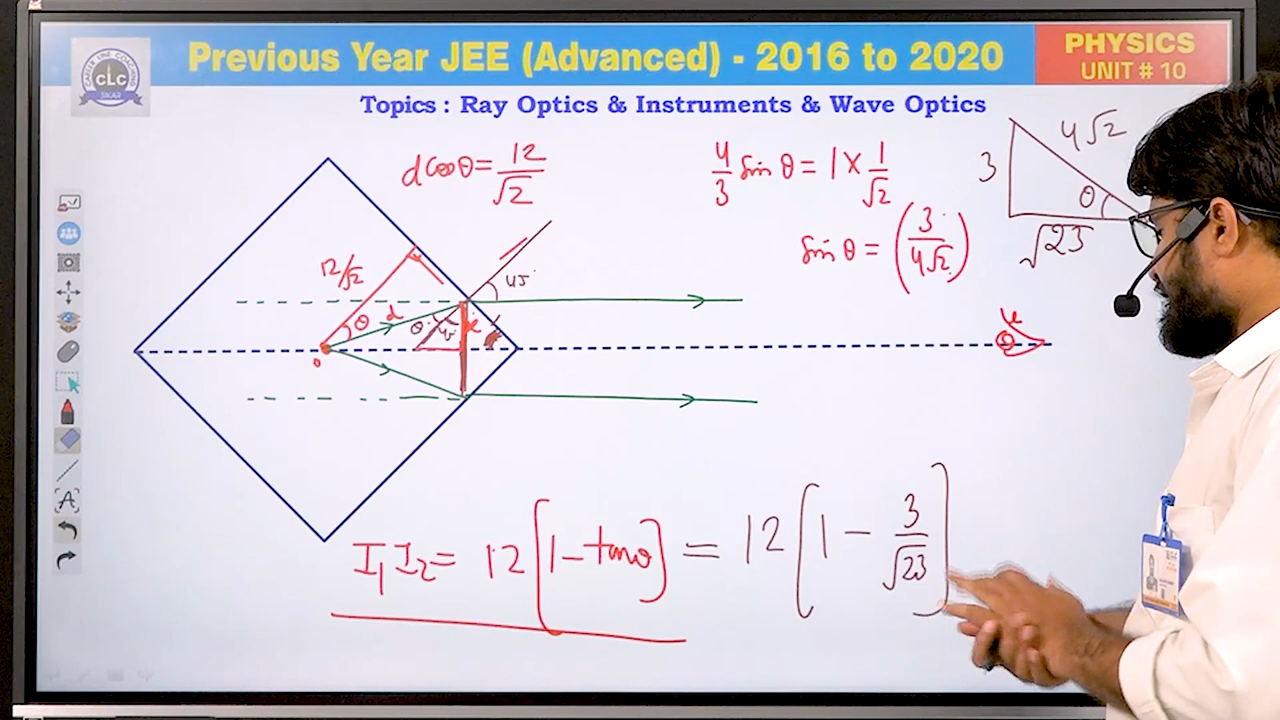 Previous Year JEE (Advanced) - 2016 to 2020
PHYSICS
UNIT # 10
CLC
SIKAR
Topics : Ray Optics & Instruments & Wave Optics
d cos θ = 12/√2
4/3 sin θ = 1 × 1/√2
sin θ = (3/4√2)
3
4√2
θ
√23
12/√2
θ
d
45°
θ
o
I₁I₂ = 12[1 - tanθ] = 12[1 - 3/√23]